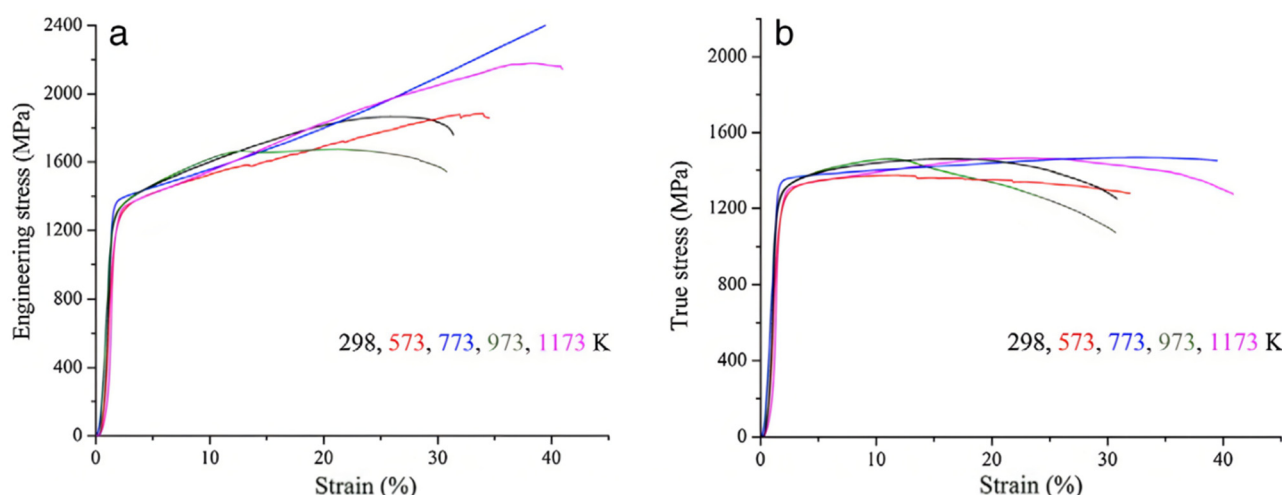 a
Engineering stress (MPa)
2400
2000
1600
1200
800
400
0
298, 573, 773, 973, 1173 K
0 10 20 30 40
Strain (%)
b
True stress (MPa)
2000
1600
1200
800
400
0
298, 573, 773, 973, 1173 K
0 10 20 30 40
Strain (%)